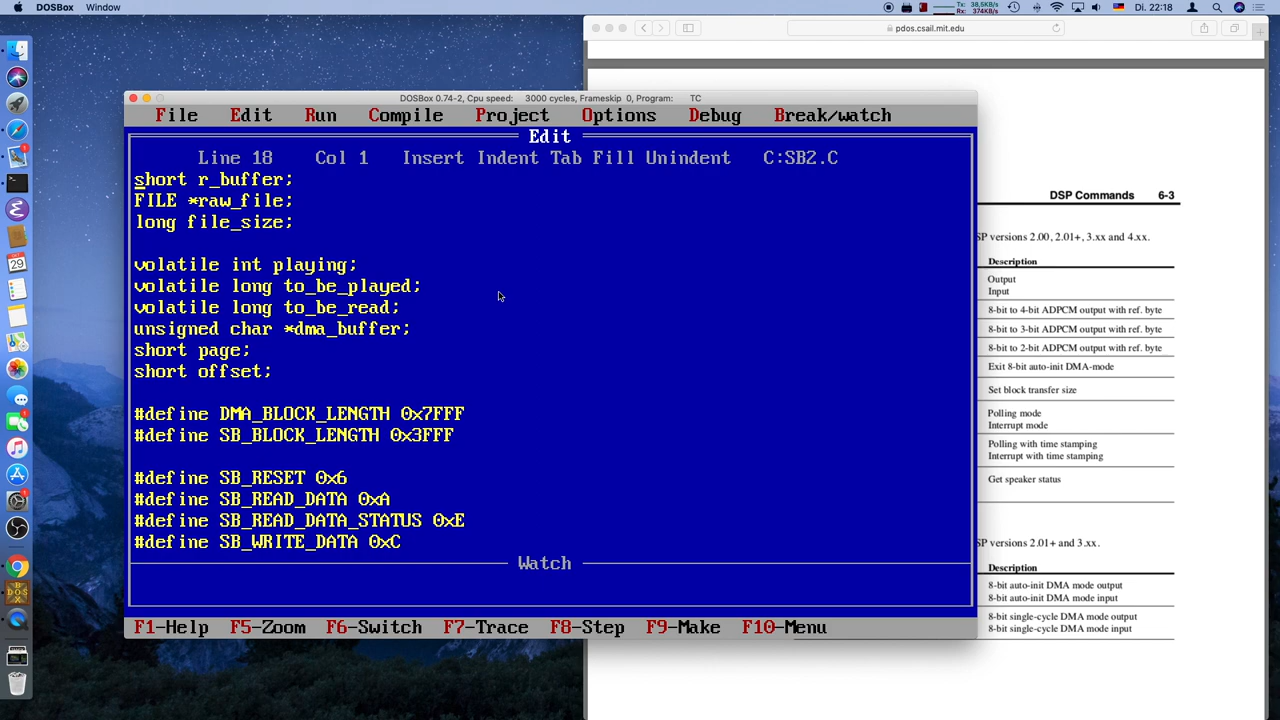 DOSBox Window
Tx: 38,5KB/s
Rx: 374KB/s
Di. 22:18
pdos.csail.mit.edu
DOSBox 0.74-2, Cpu speed: 3000 cycles, Frameskip 0, Program: TC
File Edit Run Compile Project Options Debug Break/watch
Edit
Line 18 Col 1 Insert Indent Tab Fill Unindent C:SB2.C
short r_buffer;
FILE *raw_file;
long file_size;
volatile int playing;
volatile long to_be_played;
volatile long to_be_read;
unsigned char *dma_buffer;
short page;
short offset;
#define DMA_BLOCK_LENGTH 0x7FFF
#define SB_BLOCK_LENGTH 0x3FFF
#define SB_RESET 0x6
#define SB_READ_DATA 0xA
#define SB_READ_DATA_STATUS 0xE
#define SB_WRITE_DATA 0xC
Watch
F1-Help F5-Zoom F6-Switch F7-Trace F8-Step F9-Make F10-Menu
DSP Commands 6-3
SP versions 2.00, 2.01+, 3.xx and 4.xx.
Description
Output
Input
8-bit to 4-bit ADPCM output with ref. byte
8-bit to 3-bit ADPCM output with ref. byte
8-bit to 2-bit ADPCM output with ref. byte
Exit 8-bit auto-init DMA-mode
Set block transfer size
Polling mode
Interrupt mode
Polling with time stamping
Interrupt with time stamping
Get speaker status
SP versions 2.01+ and 3.xx.
Description
8-bit auto-init DMA mode output
8-bit auto-init DMA mode input
8-bit single-cycle DMA mode output
8-bit single-cycle DMA mode input
29
DOS